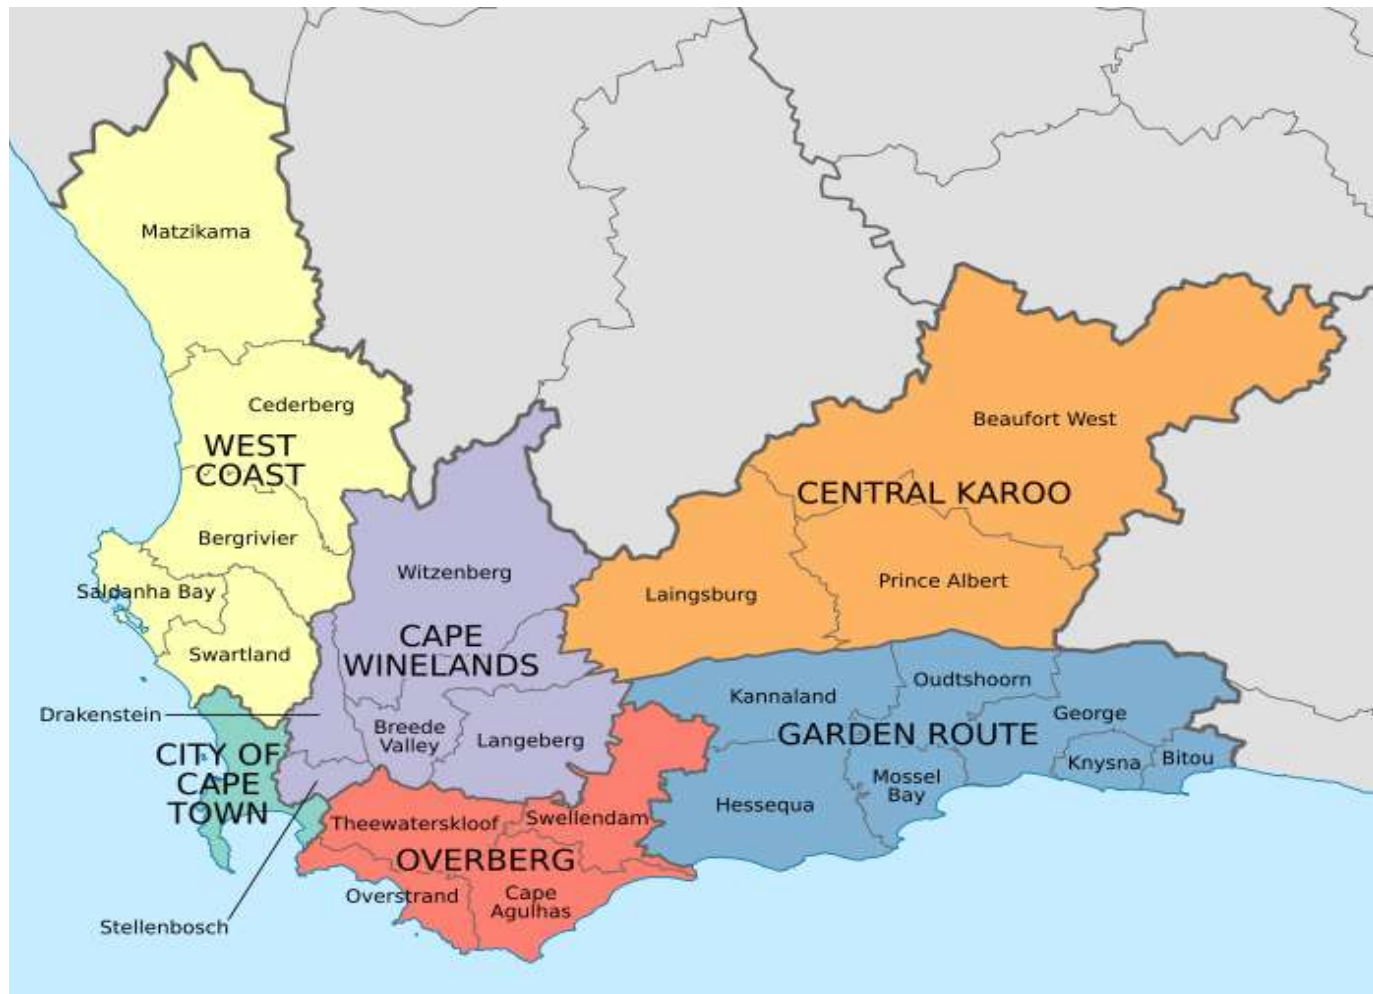 Matzikama
Cederberg
WEST
COAST
Bergrivier
Saldanha Bay
Swartland
Beaufort West
CENTRAL KAROO
Laingsburg
Prince Albert
Witzenberg
CAPE
WINELANDS
Drakenstein
Breede
Valley
Langeberg
Stellenbosch
CITY OF
CAPE
TOWN
Kannaland
Oudtshoorn
George
GARDEN ROUTE
Knysna
Bitou
Mossel
Bay
Hessequa
Theewaterskloof
Swellendam
OVERBERG
Overstrand
Cape
Agulhas